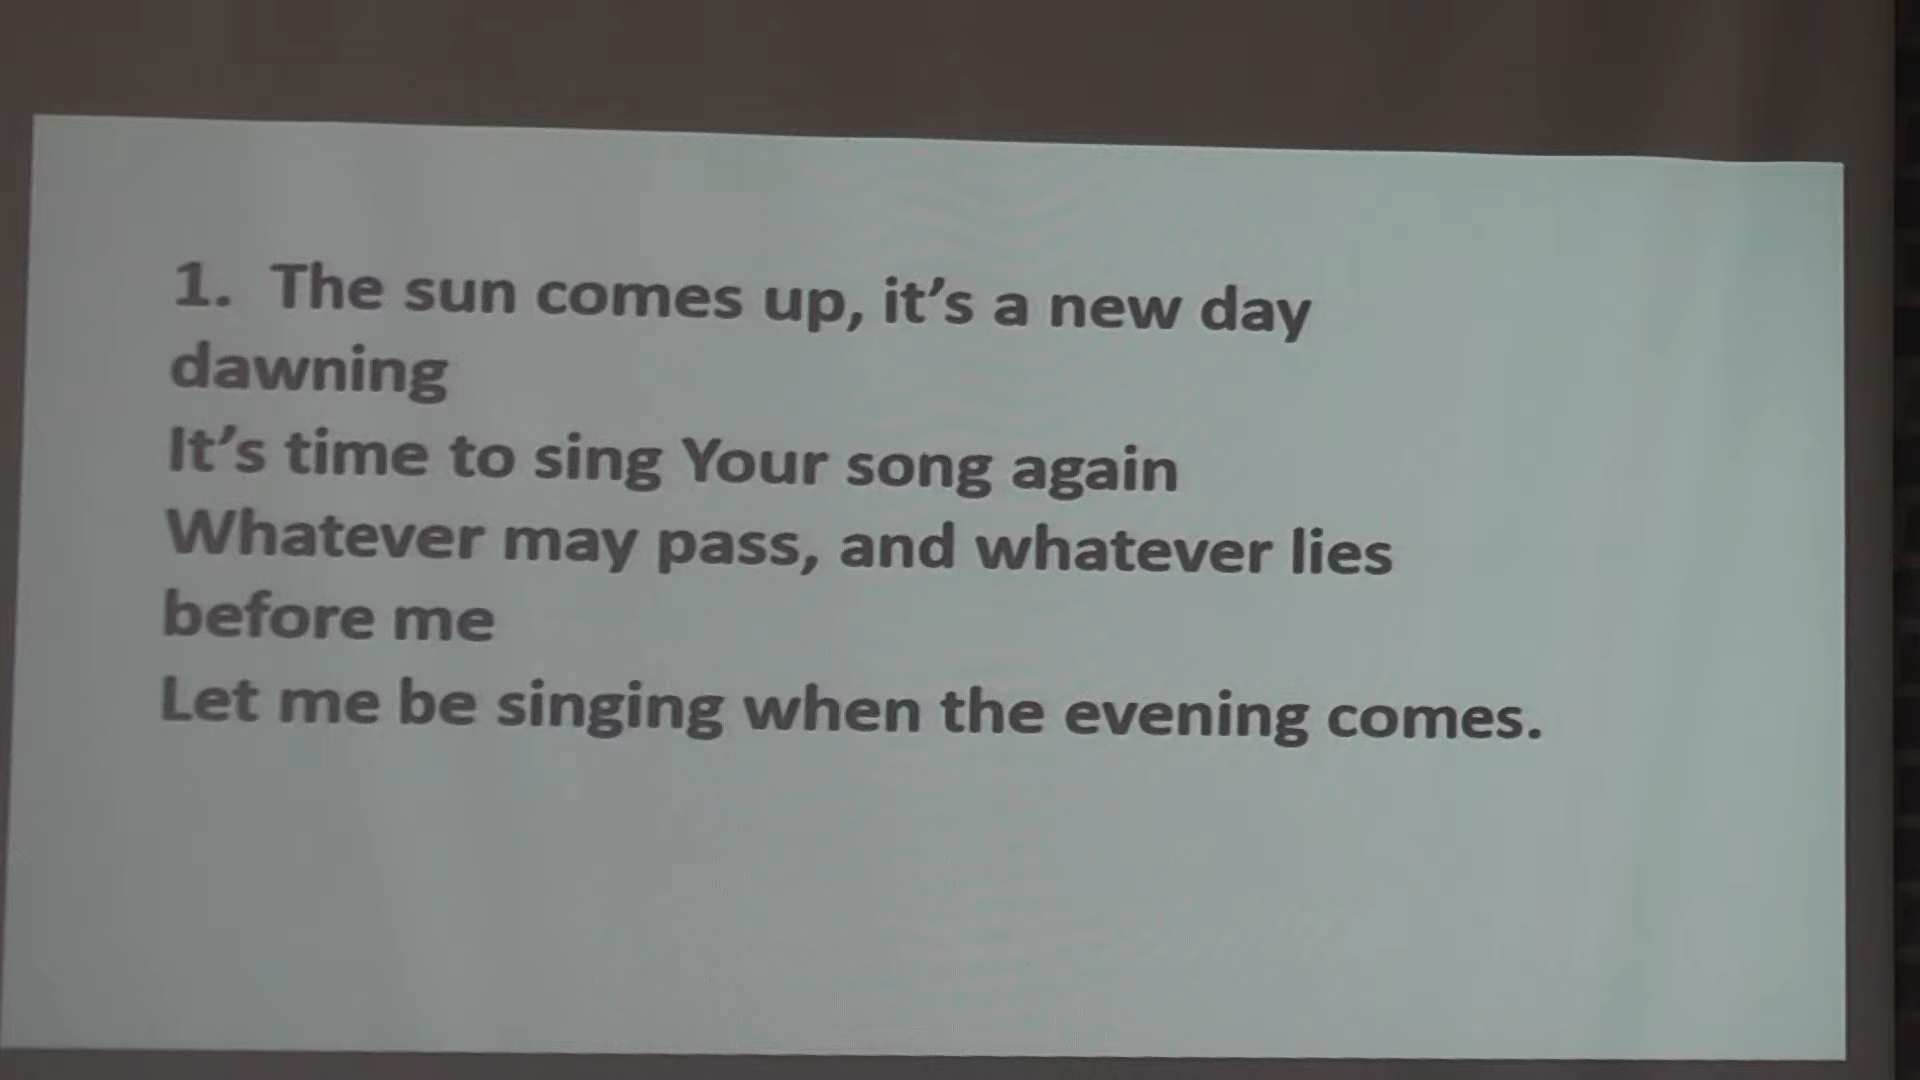 1. The sun comes up, it’s a new day
dawning
It’s time to sing Your song again
Whatever may pass, and whatever lies
before me
Let me be singing when the evening comes.